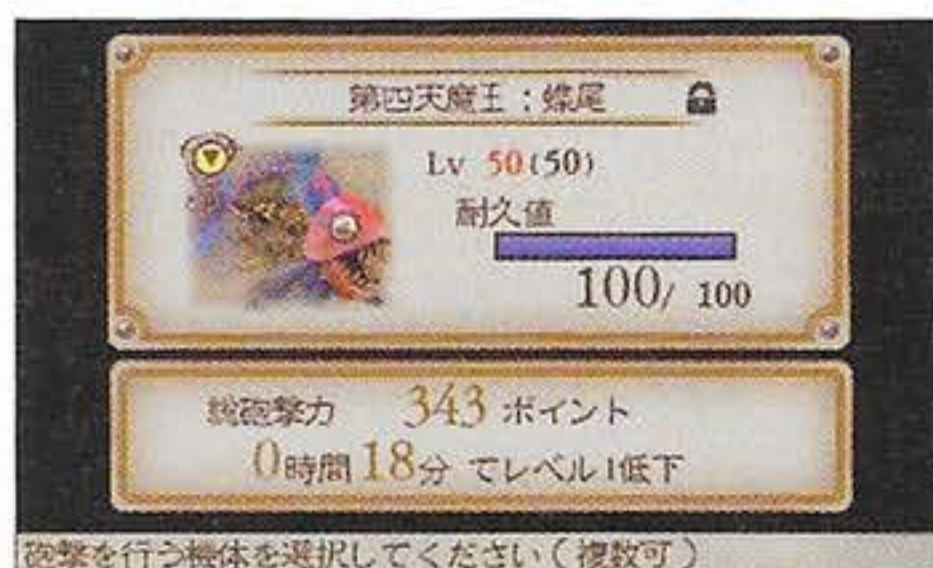 第四天魔王：蝶尾
Lv 50(50)
耐久値
100/ 100
総砲撃力 343 ポイント
0時間18分 でレベル1低下
砲撃を行う機体を選択してください(複数可)